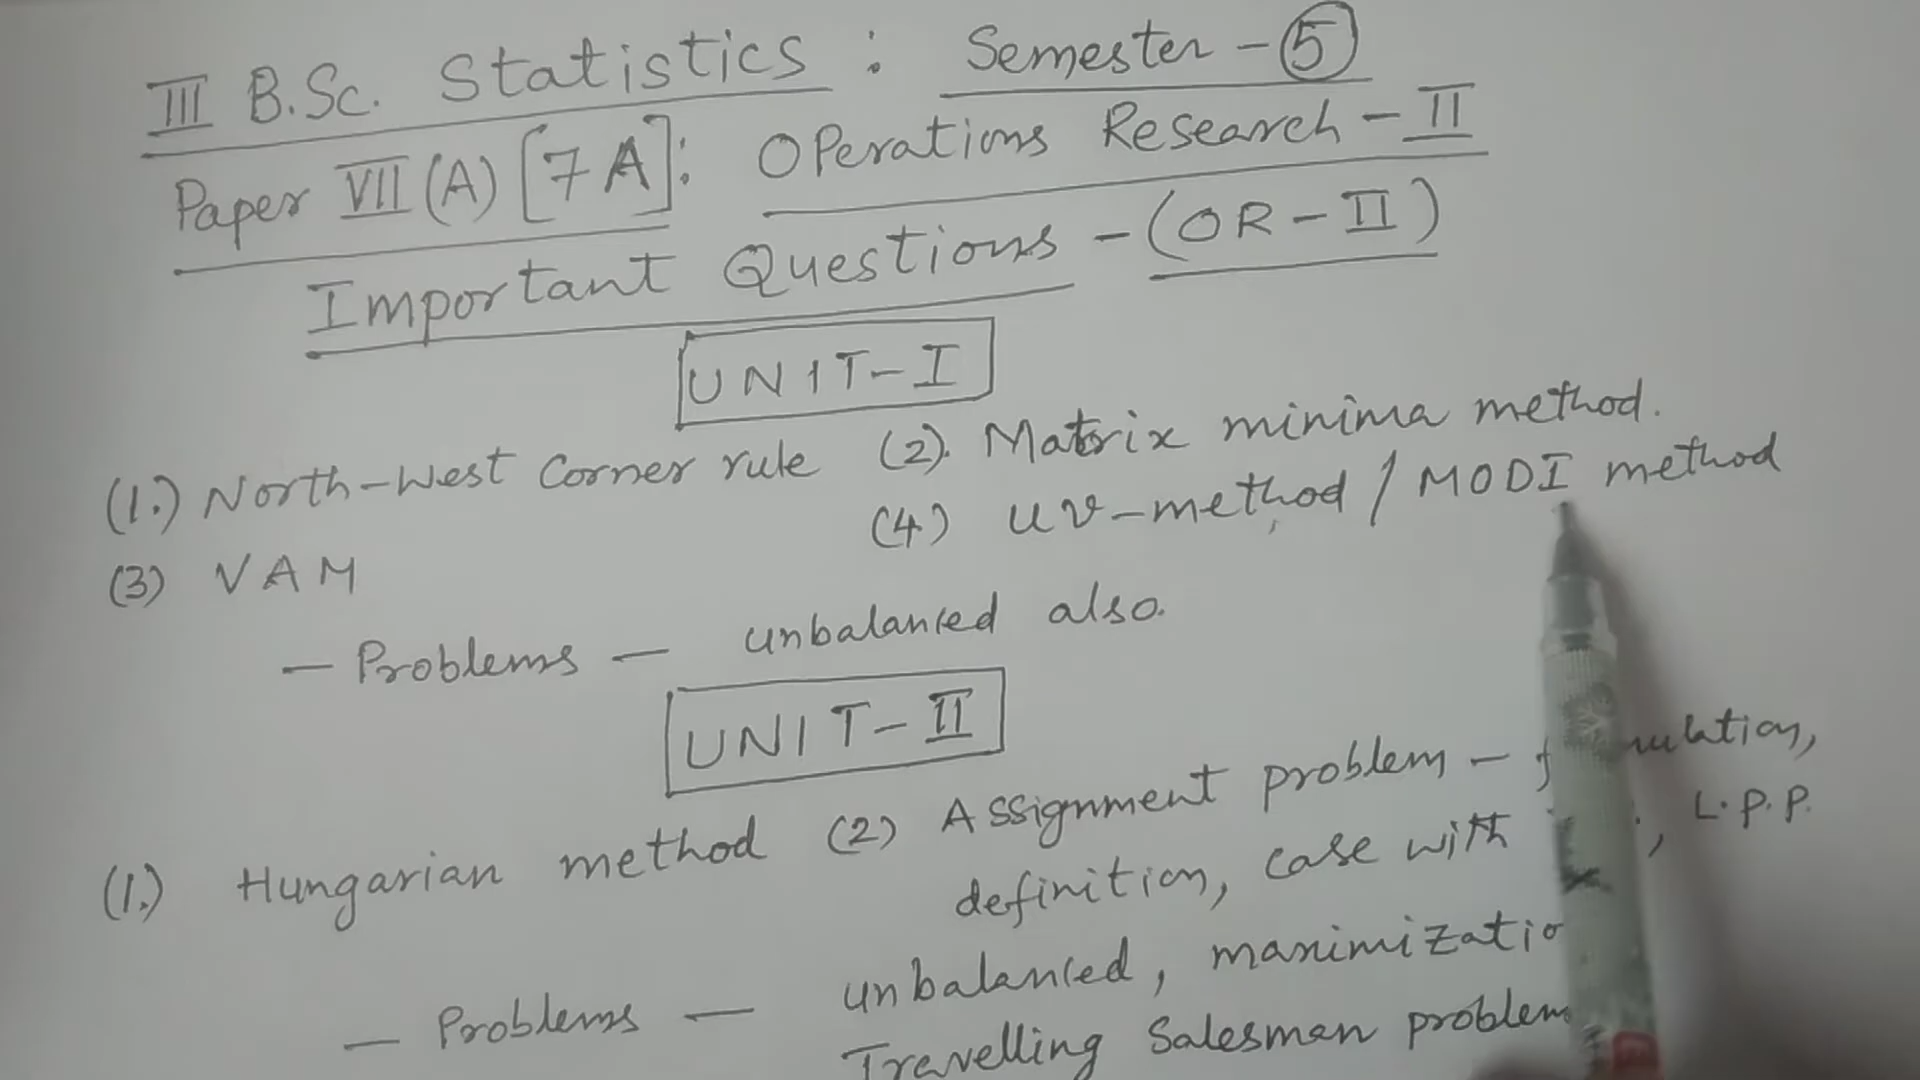 III B.Sc. Statistics : Semester - 5
Paper VII (A) [7A]: Operations Research - II
Important Questions - (OR - II)
UNIT - I
(1.) North-West Corner rule (2). Matrix minima method.
(3) VAM (4) uv-method / MODI method
- Problems - unbalanced also.
UNIT - II
(1.) Hungarian method (2) Assignment problem -
definition, case with , L.P.P.
- Problems - unbalanced, maximizatio
Travelling Salesman problem